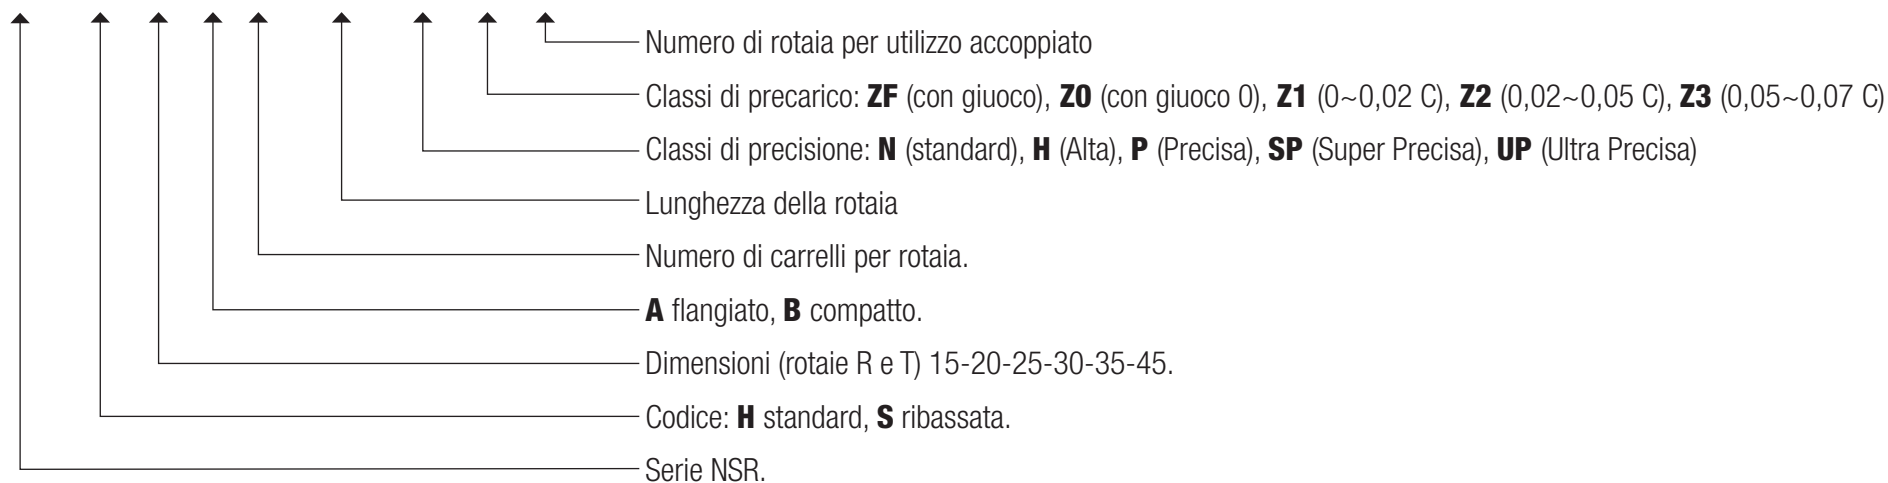 Numero di rotaia per utilizzo accoppiato
Classi di precarico: ZF (con giuoco), Z0 (con giuoco 0), Z1 (0~0,02 C), Z2 (0,02~0,05 C), Z3 (0,05~0,07 C)
Classi di precisione: N (standard), H (Alta), P (Precisa), SP (Super Precisa), UP (Ultra Precisa)
Lunghezza della rotaia
Numero di carrelli per rotaia.
A flangiato, B compatto.
Dimensioni (rotaie R e T) 15-20-25-30-35-45.
Codice: H standard, S ribassata.
Serie NSR.